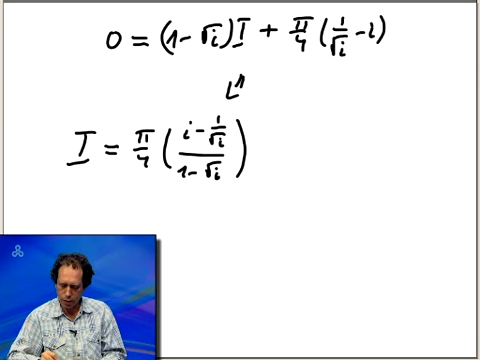 0 = (1 - √i) I + π/4 (1/√i - i)
I = π/4 ( (i - 1/√i) / (1 - √i) )